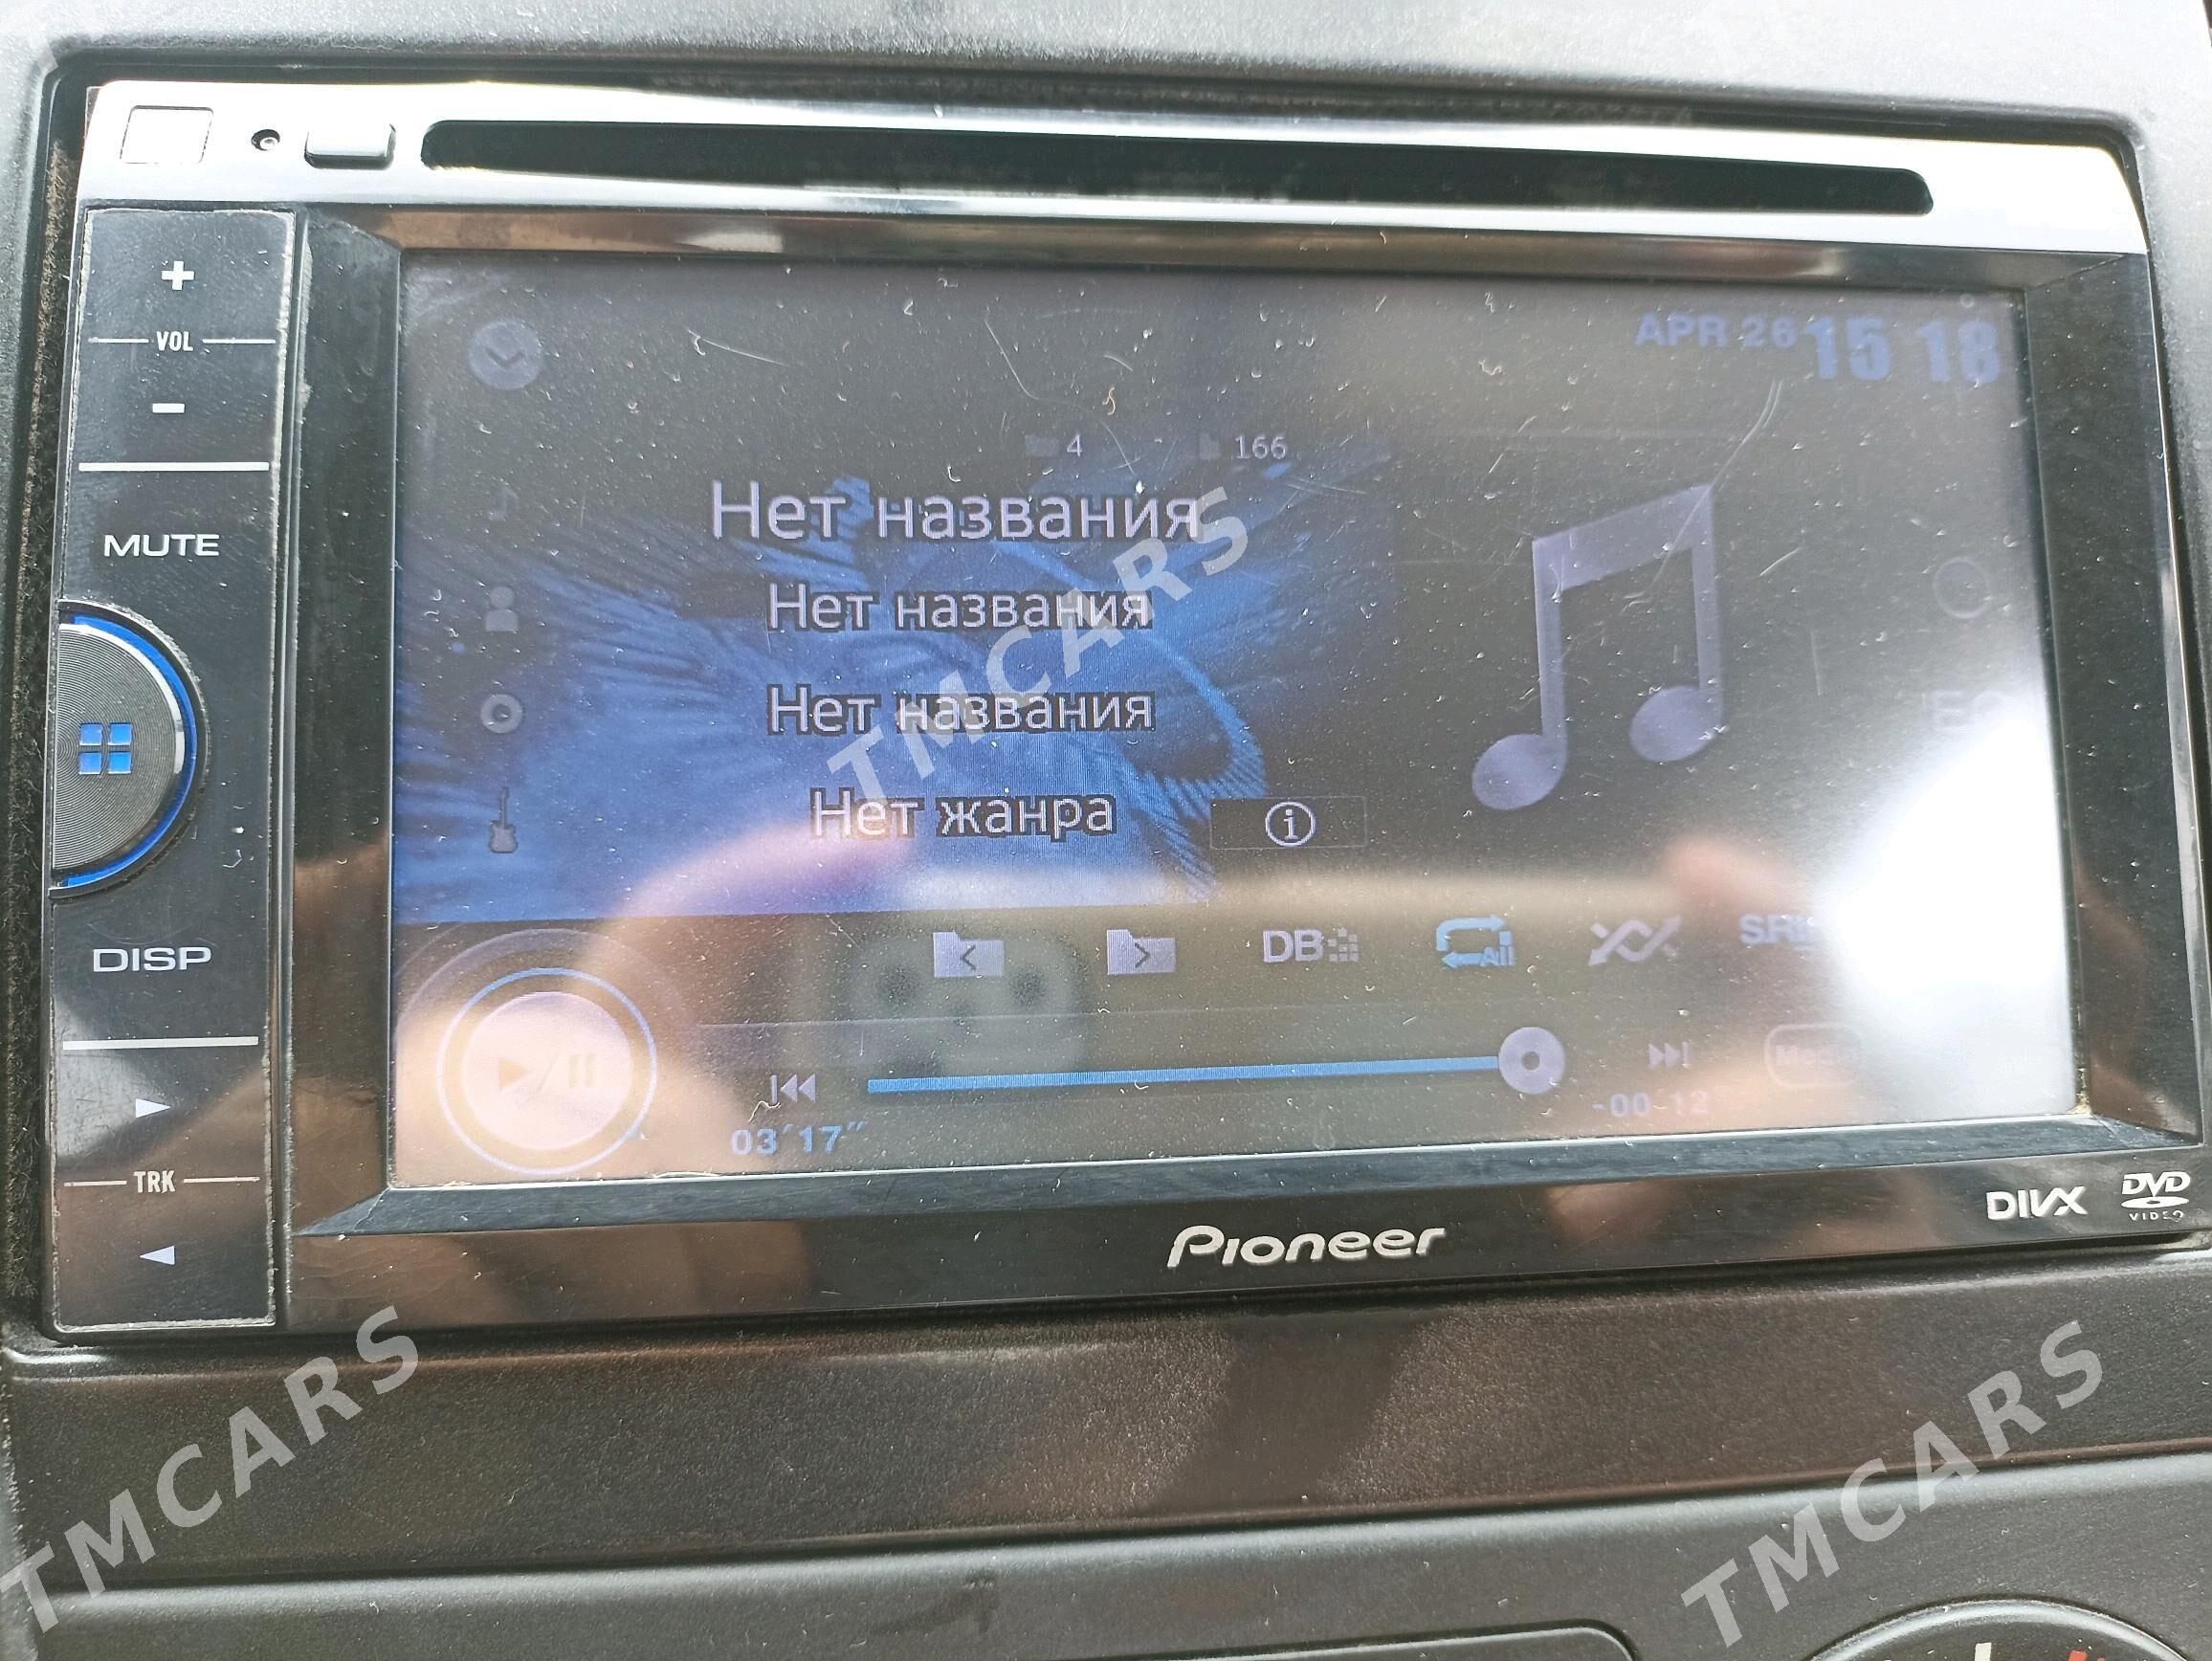 +
VOL
-
MUTE
DISP
TRK
APR 26 15 18
4 166
Нет названия
Нет названия
Нет названия
Нет жанра
i
DB
All
03'17"
-00 12
Pioneer
DIVX
DVD
VIDEO
TMCARS
TMCARS
TMCARS